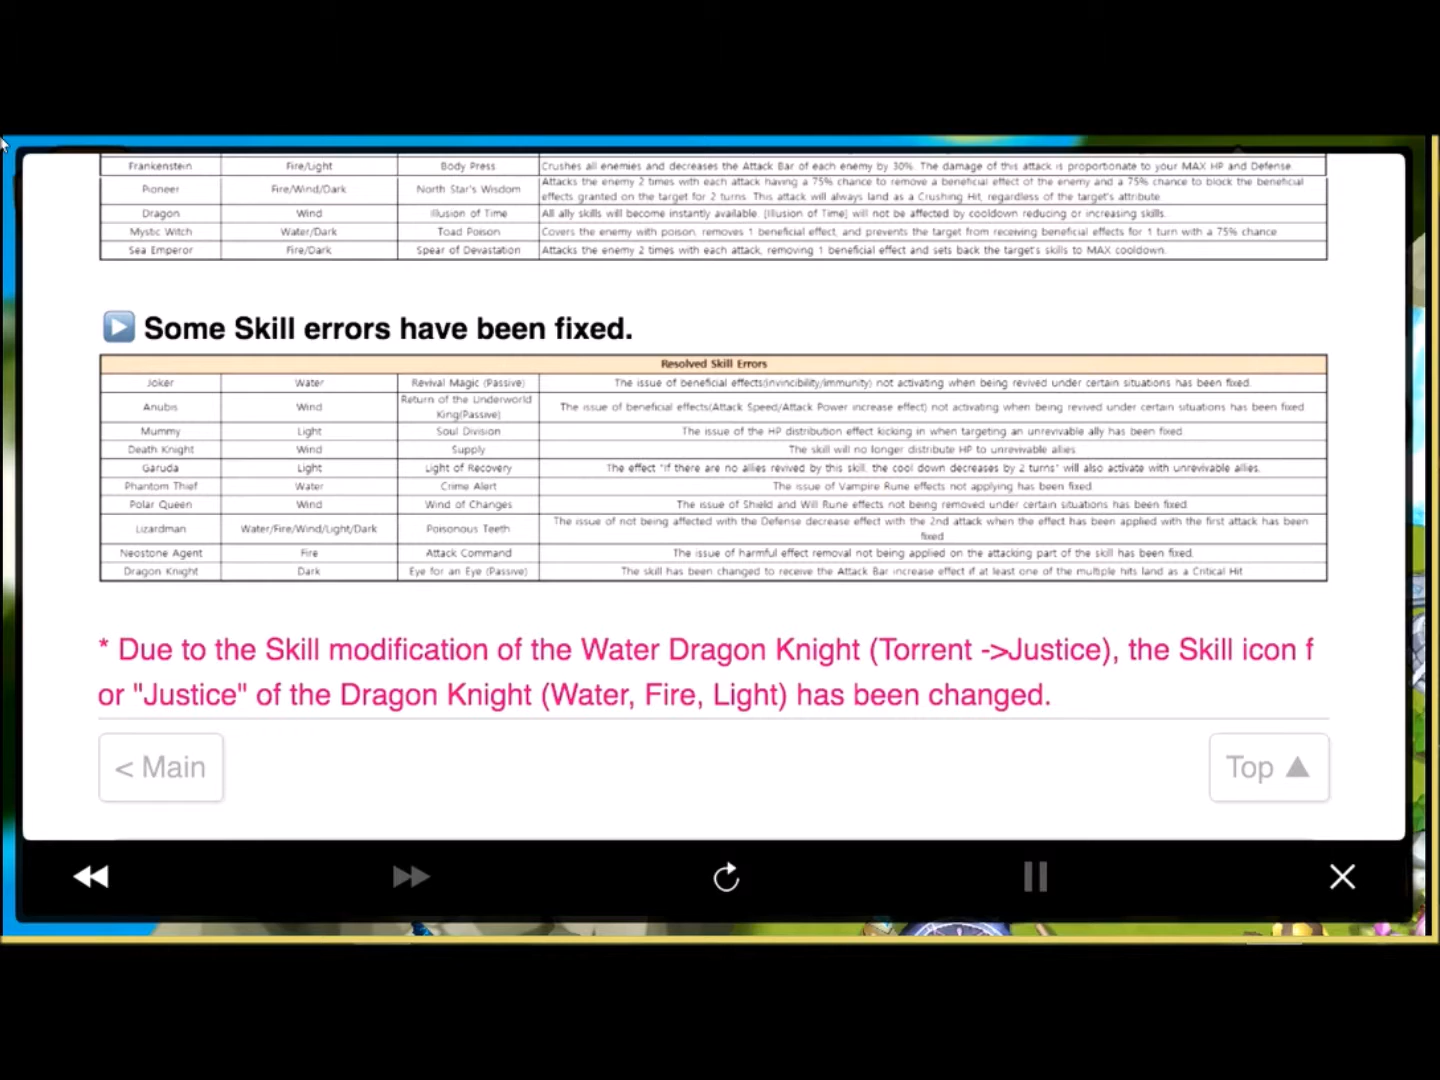 Frankenstein Fire/Light Body Press Crushes all enemies and decreases the Attack Bar of each enemy by 30%. The damage of this attack is proportionate to your MAX HP and Defense.
Pioneer Fire/Wind/Dark North Star's Wisdom Attacks the enemy 2 times with each attack having a 75% chance to remove a beneficial effect of the enemy and a 75% chance to block the beneficial
effects granted on the target for 2 turns. This attack will always land as a Crushing Hit, regardless of the target's attribute.
Dragon Wind Illusion of Time All ally skills will become instantly available. [Illusion of Time] will not be affected by cooldown reducing or increasing skills.
Mystic Witch Water/Dark Toad Poison Covers the enemy with poison, removes 1 beneficial effect, and prevents the target from receiving beneficial effects for 1 turn with a 75% chance
Sea Emperor Fire/Dark Spear of Devastation Attacks the enemy 2 times with each attack, removing 1 beneficial effect and sets back the target's skills to MAX cooldown.
Some Skill errors have been fixed.
Resolved Skill Errors
Joker Water Revival Magic (Passive) The issue of beneficial effects(invincibility/immunity) not activating when being revived under certain situations has been fixed.
Anubis Wind Return of the Underworld King(Passive) The issue of beneficial effects(Attack Speed/Attack Power increase effect) not activating when being revived under certain situations has been fixed
Mummy Light Soul Division The issue of the HP distribution effect kicking in when targeting an unrevivable ally has been fixed
Death Knight Wind Supply The skill will no longer distribute HP to unrevivable allies
Garuda Light Light of Recovery The effect "If there are no allies revived by this skill, the cool down decreases by 2 turns" will also activate with unrevivable allies.
Phantom Thief Water Crime Alert The issue of Vampire Rune effects not applying has been fixed
Polar Queen Wind Wind of Changes The issue of Shield and Will Rune effects not being removed under certain situations has been fixed
Lizardman Water/Fire/Wind/Light/Dark Poisonous Teeth The issue of not being affected with the Defense decrease effect with the 2nd attack when the effect has been applied with the first attack has been
fixed
Neostone Agent Fire Attack Command The issue of harmful effect removal not being applied on the attacking part of the skill has been fixed.
Dragon Knight Dark Eye for an Eye (Passive) The skill has been changed to receive the Attack Bar increase effect if at least one of the multiple hits land as a Critical Hit
* Due to the Skill modification of the Water Dragon Knight (Torrent ->Justice), the Skill icon f
or "Justice" of the Dragon Knight (Water, Fire, Light) has been changed.
< Main
Top ▲